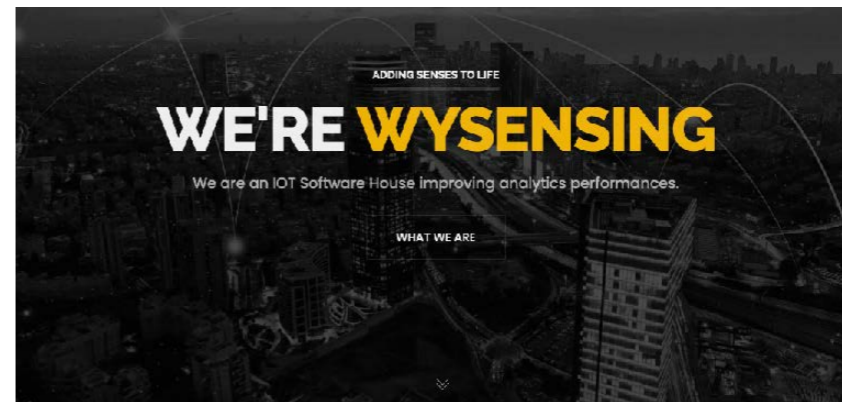 ADDING SENSES TO LIFE
WE'RE WYSENSING
We are an IOT Software House improving analytics performances.
WHAT WE ARE